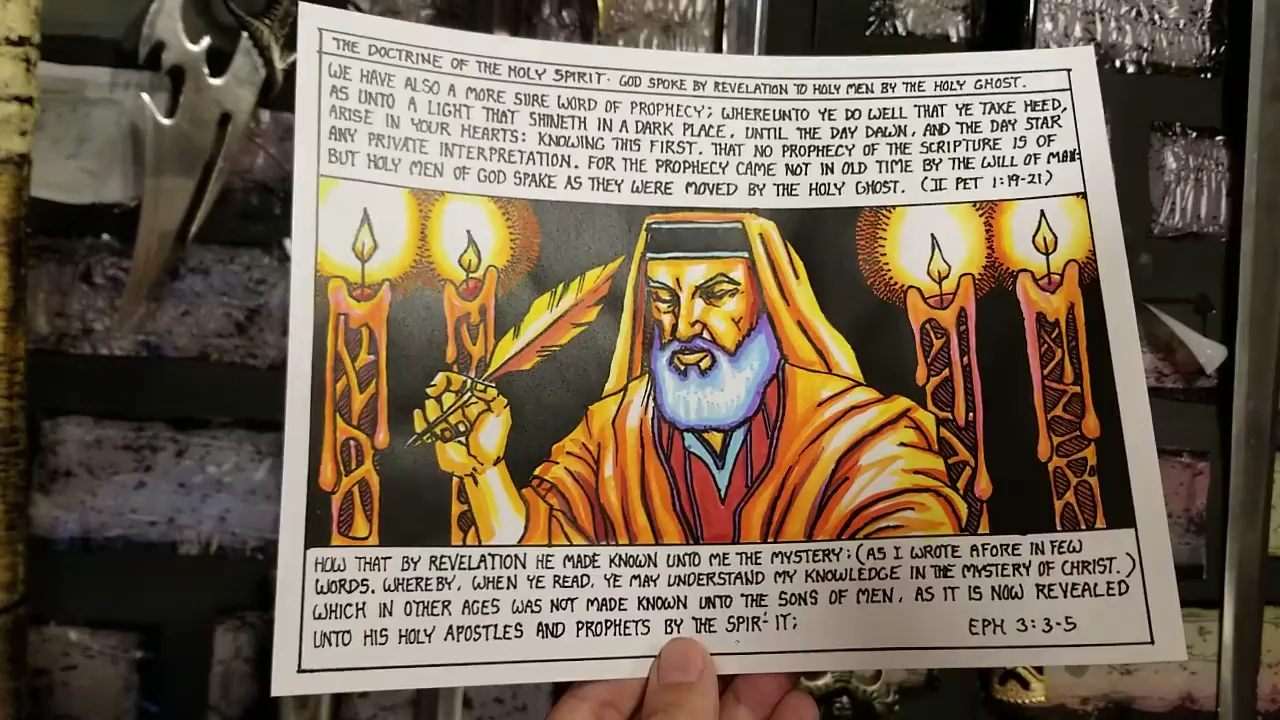 THE DOCTRINE OF THE HOLY SPIRIT. GOD SPOKE BY REVELATION TO HOLY MEN BY THE HOLY GHOST.
WE HAVE ALSO A MORE SURE WORD OF PROPHECY; WHEREUNTO YE DO WELL THAT YE TAKE HEED,
AS UNTO A LIGHT THAT SHINETH IN A DARK PLACE, UNTIL THE DAY DAWN, AND THE DAY STAR
ARISE IN YOUR HEARTS: KNOWING THIS FIRST, THAT NO PROPHECY OF THE SCRIPTURE IS OF
ANY PRIVATE INTERPRETATION. FOR THE PROPHECY CAME NOT IN OLD TIME BY THE WILL OF MAN:
BUT HOLY MEN OF GOD SPAKE AS THEY WERE MOVED BY THE HOLY GHOST. (II PET 1:19-21)
HOW THAT BY REVELATION HE MADE KNOWN UNTO ME THE MYSTERY; (AS I WROTE AFORE IN FEW
WORDS, WHEREBY, WHEN YE READ, YE MAY UNDERSTAND MY KNOWLEDGE IN THE MYSTERY OF CHRIST.)
WHICH IN OTHER AGES WAS NOT MADE KNOWN UNTO THE SONS OF MEN, AS IT IS NOW REVEALED
UNTO HIS HOLY APOSTLES AND PROPHETS BY THE SPIR-IT; EPH 3:3-5